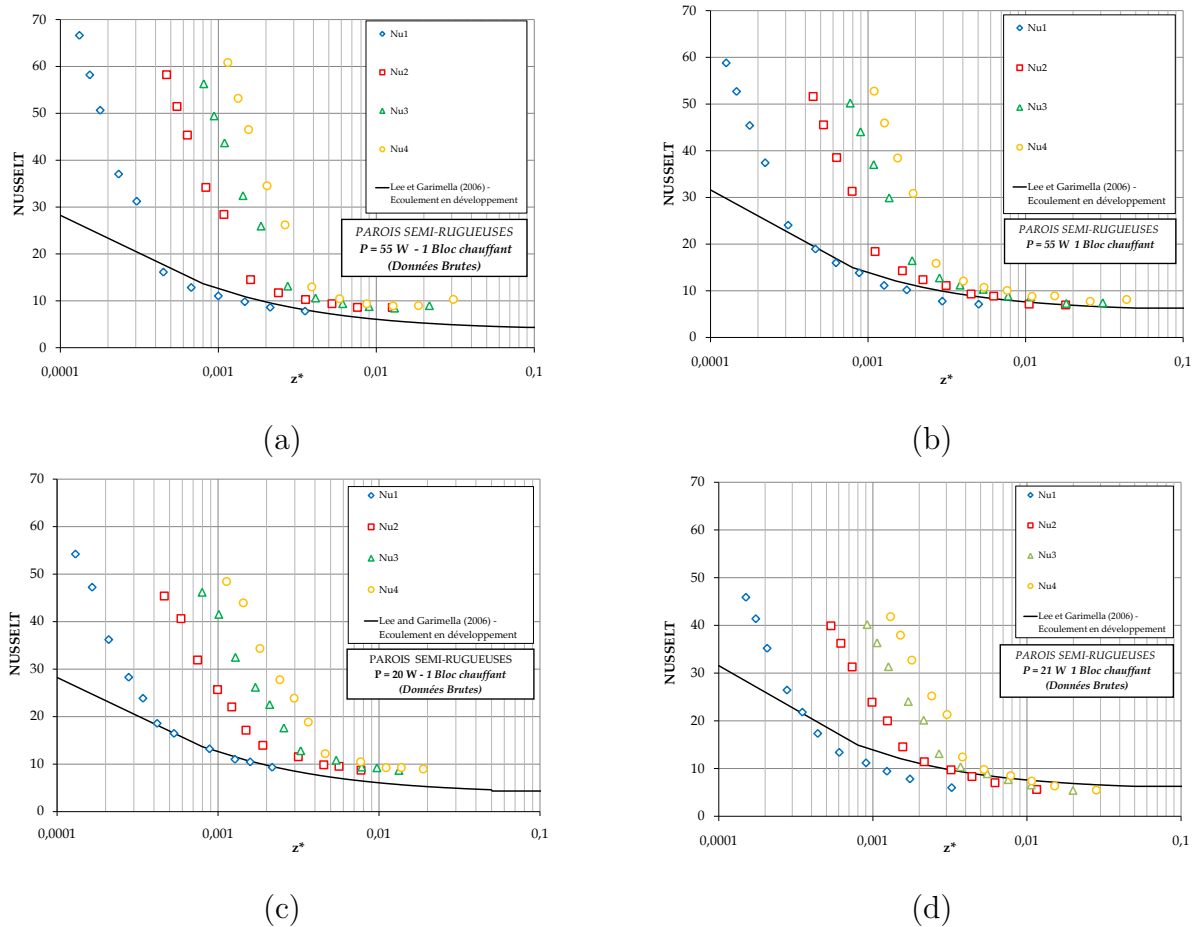 70
60
50
40
30
20
10
0
NUSSELT
0,0001
0,001
0,01
0,1
z*
Nu1
Nu2
Nu3
Nu4
Lee et Garimella (2006) -
Ecoulement en développement
PAROIS SEMI-RUGUEUSES
P = 55 W - 1 Bloc chauffant
(Données Brutes)
(a)
70
60
50
40
30
20
10
0
NUSSELT
0,0001
0,001
0,01
0,1
z*
Nu1
Nu2
Nu3
Nu4
Lee et Garimella (2006) -
Ecoulement en développement
PAROIS SEMI-RUGUEUSES
P = 55 W 1 Bloc chauffant
(b)
70
60
50
40
30
20
10
0
NUSSELT
0,0001
0,001
0,01
0,1
z*
Nu1
Nu2
Nu3
Nu4
Lee and Garimella (2006) -
Ecoulement en développement
PAROIS SEMI-RUGUEUSES
P = 20 W - 1 Bloc chauffant
(Données Brutes)
(c)
70
60
50
40
30
20
10
0
NUSSELT
0,0001
0,001
0,01
0,1
z*
Nu1
Nu2
Nu3
Nu4
Lee et Garimella (2006) -
Ecoulement en développement
PAROIS SEMI-RUGUEUSES
P = 21 W 1 Bloc chauffant
(Données Brutes)
(d)